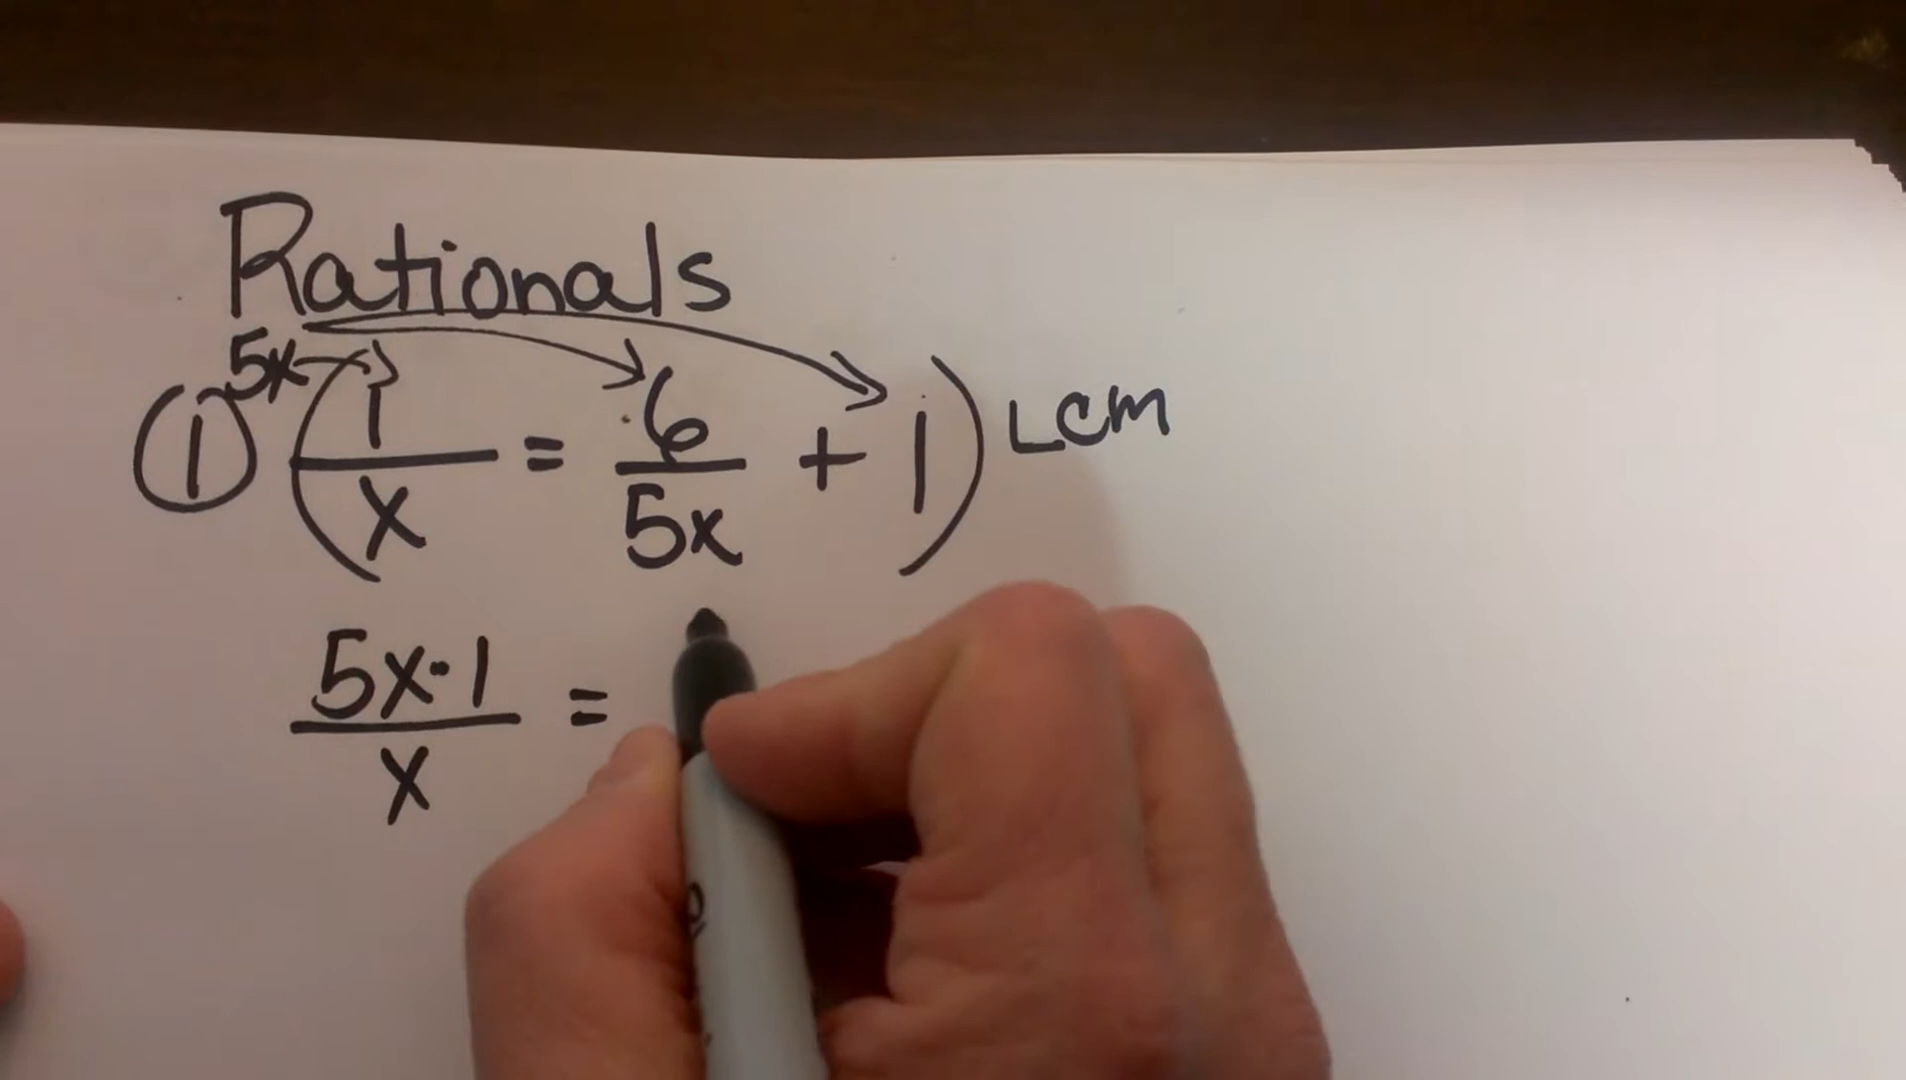 Rationals
5x
① ( 1/x = 6/5x + 1 ) LCM
5x·1/x =